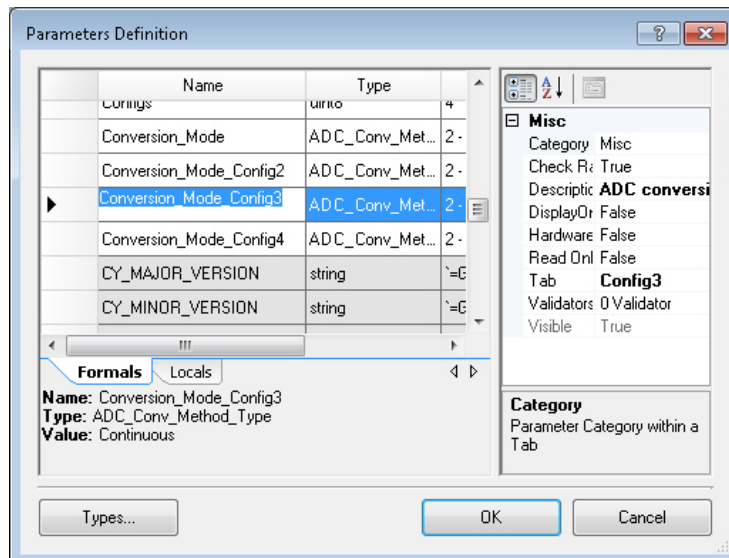 Parameters Definition
Name Type
Configs uint8 4
Conversion_Mode ADC_Conv_Met... 2 -
Conversion_Mode_Config2 ADC_Conv_Met... 2 -
Conversion_Mode_Config3 ADC_Conv_Met... 2 -
Conversion_Mode_Config4 ADC_Conv_Met... 2 -
CY_MAJOR_VERSION string `=G
CY_MINOR_VERSION string `=G
Formals Locals
Name: Conversion_Mode_Config3
Type: ADC_Conv_Method_Type
Value: Continuous
Misc
Category Misc
Check Ra True
Descriptic ADC conversi
DisplayOr False
Hardware False
Read Onl False
Tab Config3
Validators 0 Validator
Visible True
Category
Parameter Category within a
Tab
Types... OK Cancel